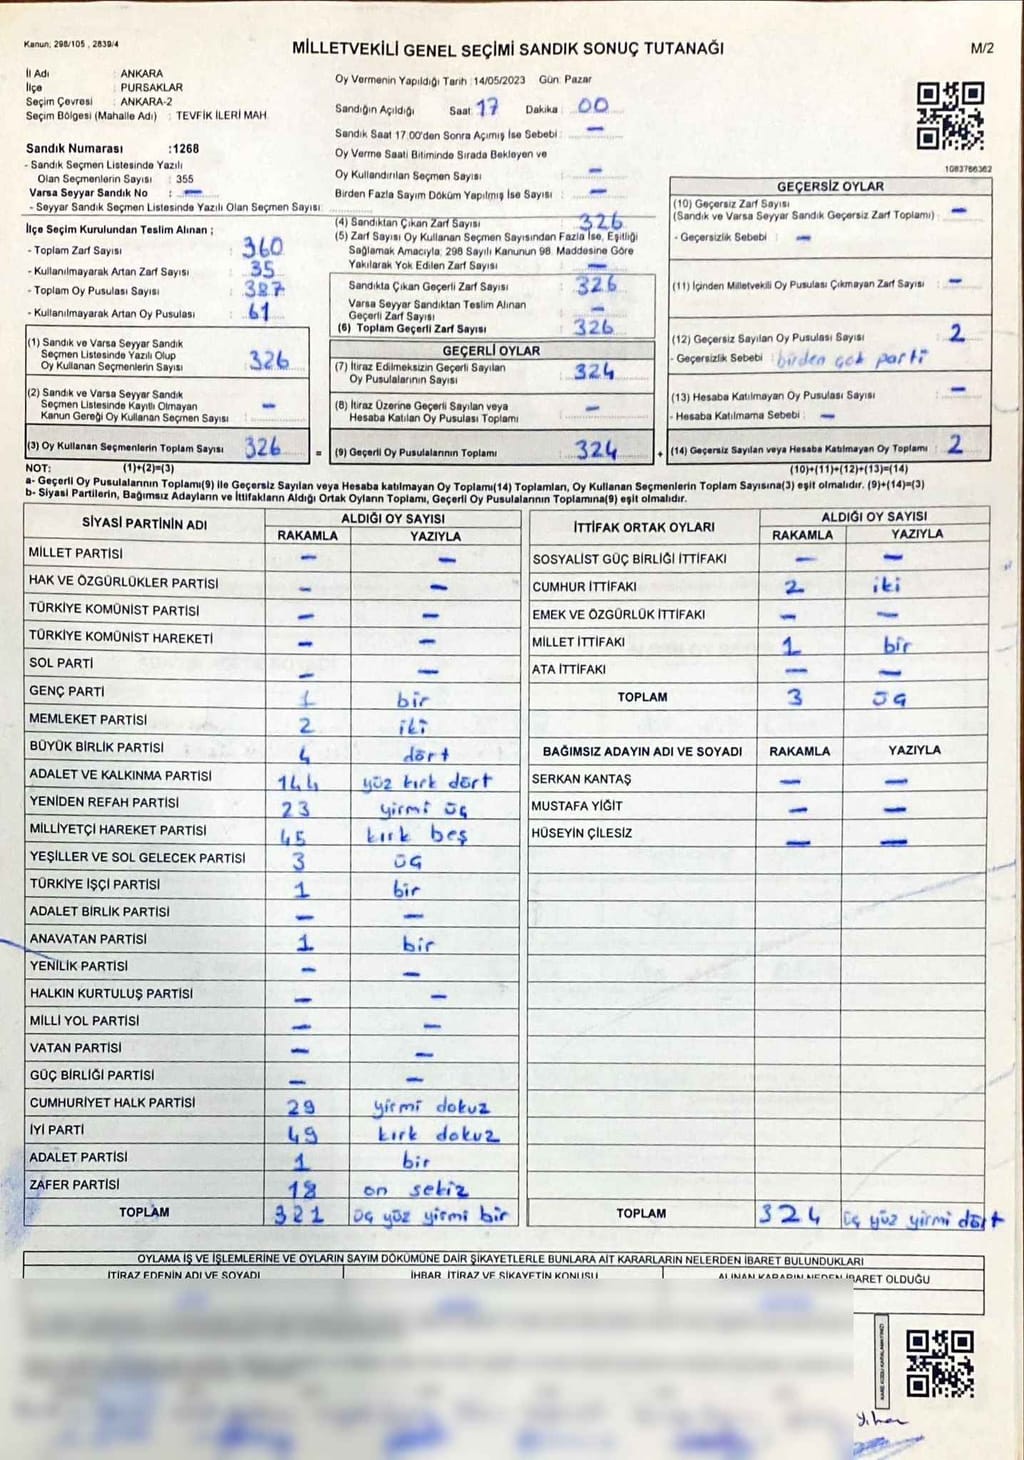 Kanun; 298/105 , 2839/4
MİLLETVEKİLİ GENEL SEÇİMİ SANDIK SONUÇ TUTANAĞI
M/2
İl Adı : ANKARA
İlçe : PURSAKLAR
Seçim Çevresi : ANKARA-2
Seçim Bölgesi (Mahalle Adı) : TEVFİK İLERİ MAH.
Sandık Numarası :1268
- Sandık Seçmen Listesinde Yazılı
Olan Seçmenlerin Sayısı : 355
Varsa Seyyar Sandık No : —
- Seyyar Sandık Seçmen Listesinde Yazılı Olan Seçmen Sayısı:
Oy Vermenin Yapıldığı Tarih :14/05/2023 Gün: Pazar
Sandığın Açıldığı Saat: 17 Dakika : 00
Sandık Saat 17.00'den Sonra Açımış İse Sebebi : —
Oy Verme Saati Bitiminde Sırada Bekleyen ve
Oy Kullandırılan Seçmen Sayısı : —
Birden Fazla Sayım Döküm Yapılmış İse Sayısı : —
1083766362
İlçe Seçim Kurulundan Teslim Alınan ;
- Toplam Zarf Sayısı : 360
- Kullanılmayarak Artan Zarf Sayısı : 35
- Toplam Oy Pusulası Sayısı : 387
- Kullanılmayarak Artan Oy Pusulası : 61
(1) Sandık ve Varsa Seyyar Sandık
Seçmen Listesinde Yazılı Olup
Oy Kullanan Seçmenlerin Sayısı : 326
(2) Sandık ve Varsa Seyyar Sandık
Seçmen Listesinde Kayıtlı Olmayan
Kanun Gereği Oy Kullanan Seçmen Sayısı : —
(3) Oy Kullanan Seçmenlerin Toplam Sayısı : 326 =
(4) Sandıktan Çıkan Zarf Sayısı : 326
(5) Zarf Sayısı Oy Kullanan Seçmen Sayısından Fazla İse, Eşitliği
Sağlamak Amacıyla, 298 Sayılı Kanunun 98. Maddesine Göre
Yakılarak Yok Edilen Zarf Sayısı : —
Sandıkta Çıkan Geçerli Zarf Sayısı : 326
Varsa Seyyar Sandıktan Teslim Alınan
Geçerli Zarf Sayısı : —
(6) Toplam Geçerli Zarf Sayısı : 326
GEÇERLİ OYLAR
(7) İtiraz Edilmeksizin Geçerli Sayılan
Oy Pusulalarının Sayısı : 324
(8) İtiraz Üzerine Geçerli Sayılan veya
Hesaba Katılan Oy Pusulası Toplamı : —
(9) Geçerli Oy Pusulalarının Toplamı : 324 +
GEÇERSİZ OYLAR
(10) Geçersiz Zarf Sayısı
(Sandık ve Varsa Seyyar Sandık Geçersiz Zarf Toplamı) : —
- Geçersizlik Sebebi : —
(11) İçinden Milletvekili Oy Pusulası Çıkmayan Zarf Sayısı : —
(12) Geçersiz Sayılan Oy Pusulası Sayısı : 2
- Geçersizlik Sebebi : birden çok parti
(13) Hesaba Katılmayan Oy Pusulası Sayısı : —
- Hesaba Katılmama Sebebi : —
(14) Geçersiz Sayılan veya Hesaba Katılmayan Oy Toplamı : 2
NOT: (1)+(2)=(3) (10)+(11)+(12)+(13)=(14)
a- Geçerli Oy Pusulalarının Toplamı(9) ile Geçersiz Sayılan veya Hesaba katılmayan Oy Toplamı(14) Toplamları, Oy Kullanan Seçmenlerin Toplam Sayısına(3) eşit olmalıdır. (9)+(14)=(3)
b- Siyasi Partilerin, Bağımsız Adayların ve İttifakların Aldığı Ortak Oyların Toplamı, Geçerli Oy Pusulalarının Toplamına(9) eşit olmalıdır.
SİYASİ PARTİNİN ADI ALDIĞI OY SAYISI
RAKAMLA YAZIYLA
MİLLET PARTİSİ — —
HAK VE ÖZGÜRLÜKLER PARTİSİ — —
TÜRKİYE KOMÜNİST PARTİSİ — —
TÜRKİYE KOMÜNİST HAREKETİ — —
SOL PARTİ — —
GENÇ PARTİ 1 bir
MEMLEKET PARTİSİ 2 iki
BÜYÜK BİRLİK PARTİSİ 4 dört
ADALET VE KALKINMA PARTİSİ 144 yüz kırk dört
YENİDEN REFAH PARTİSİ 23 yirmi üç
MİLLİYETÇİ HAREKET PARTİSİ 45 kırk beş
YEŞİLLER VE SOL GELECEK PARTİSİ 3 üç
TÜRKİYE İŞÇİ PARTİSİ 1 bir
ADALET BİRLİK PARTİSİ — —
ANAVATAN PARTİSİ 1 bir
YENİLİK PARTİSİ — —
HALKIN KURTULUŞ PARTİSİ — —
MİLLİ YOL PARTİSİ — —
VATAN PARTİSİ — —
GÜÇ BİRLİĞİ PARTİSİ — —
CUMHURİYET HALK PARTİSİ 29 yirmi dokuz
İYİ PARTİ 49 kırk dokuz
ADALET PARTİSİ 1 bir
ZAFER PARTİSİ 18 on sekiz
TOPLAM 321 üç yüz yirmi bir
İTTİFAK ORTAK OYLARI ALDIĞI OY SAYISI
RAKAMLA YAZIYLA
SOSYALİST GÜÇ BİRLİĞİ İTTİFAKI — —
CUMHUR İTTİFAKI 2 iki
EMEK VE ÖZGÜRLÜK İTTİFAKI — —
MİLLET İTTİFAKI 1 bir
ATA İTTİFAKI — —
TOPLAM 3 üç
BAĞIMSIZ ADAYIN ADI VE SOYADI RAKAMLA YAZIYLA
SERKAN KANTAŞ — —
MUSTAFA YİĞİT — —
HÜSEYİN ÇİLESİZ — —
TOPLAM 324 üç yüz yirmi dört
OYLAMA İŞ VE İŞLEMLERİNE VE OYLARIN SAYIM DÖKÜMÜNE DAİR ŞİKAYETLERLE BUNLARA AİT KARARLARIN NELERDEN İBARET BULUNDUKLARI
İTİRAZ EDENİN ADI VE SOYADI İHBAR, İTİRAZ VE ŞİKAYETİN KONUSU ALINAN KARARIN NEDEN İBARET OLDUĞU